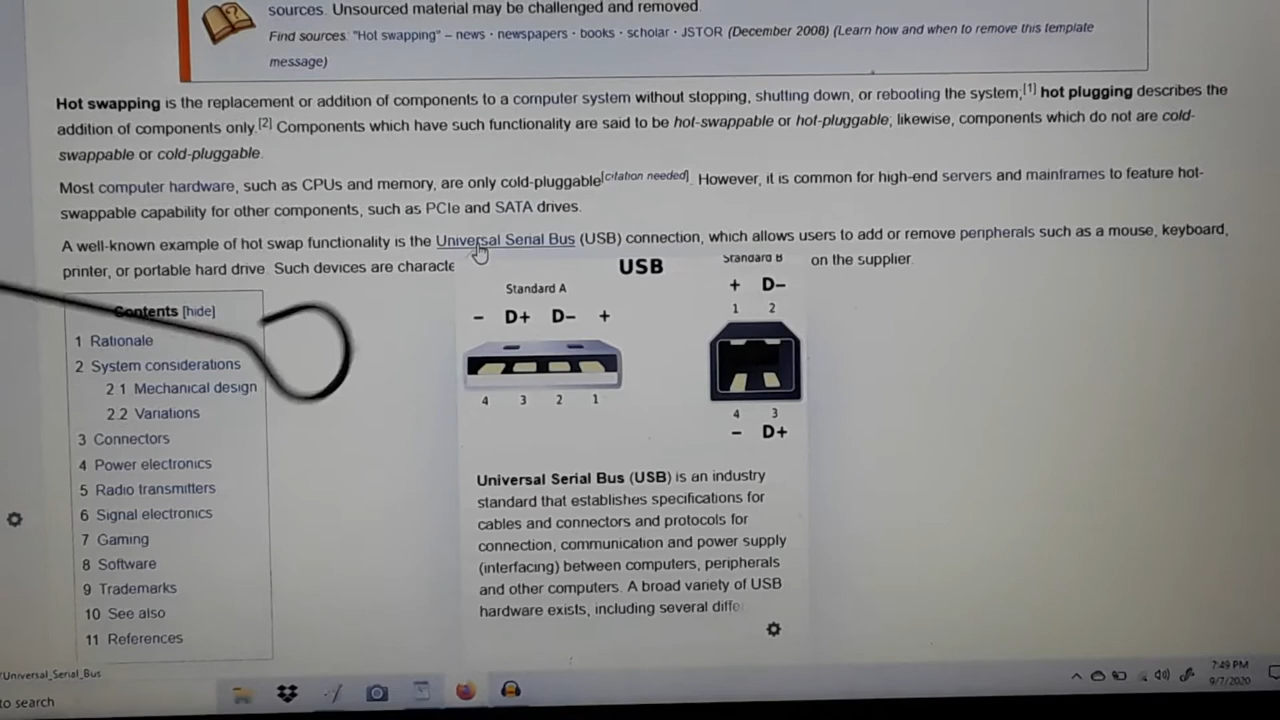 sources. Unsourced material may be challenged and removed.
Find sources: "Hot swapping" – news · newspapers · books · scholar · JSTOR (December 2008) (Learn how and when to remove this template
message)
Hot swapping is the replacement or addition of components to a computer system without stopping, shutting down, or rebooting the system;[1] hot plugging describes the
addition of components only.[2] Components which have such functionality are said to be hot-swappable or hot-pluggable; likewise, components which do not are cold-
swappable or cold-pluggable.
Most computer hardware, such as CPUs and memory, are only cold-pluggable[citation needed]. However, it is common for high-end servers and mainframes to feature hot-
swappable capability for other components, such as PCIe and SATA drives.
A well-known example of hot swap functionality is the Universal Serial Bus (USB) connection, which allows users to add or remove peripherals such as a mouse, keyboard,
printer, or portable hard drive. Such devices are characte on the supplier.
USB
Standard A
Standard B
- D+ D- +
4 3 2 1
+ D-
1 2
4 3
- D+
Universal Serial Bus (USB) is an industry
standard that establishes specifications for
cables and connectors and protocols for
connection, communication and power supply
(interfacing) between computers, peripherals
and other computers. A broad variety of USB
hardware exists, including several diffe
Contents [hide]
1 Rationale
2 System considerations
2.1 Mechanical design
2.2 Variations
3 Connectors
4 Power electronics
5 Radio transmitters
6 Signal electronics
7 Gaming
8 Software
9 Trademarks
10 See also
11 References
/Universal_Serial_Bus
to search
7:49 PM
9/7/2020